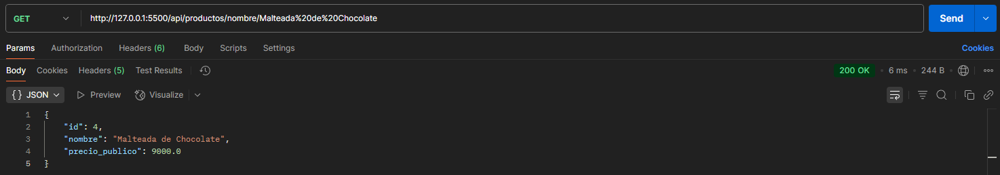 GET http://127.0.0.1:5500/api/productos/nombre/Malteada%20de%20Chocolate Send
Params Authorization Headers (6) Body Scripts Settings Cookies
Body Cookies Headers (5) Test Results 200 OK • 6 ms • 244 B •
{} JSON Preview Visualize
1 {
2 "id": 4,
3 "nombre": "Malteada de Chocolate",
4 "precio_publico": 9000.0
5 }